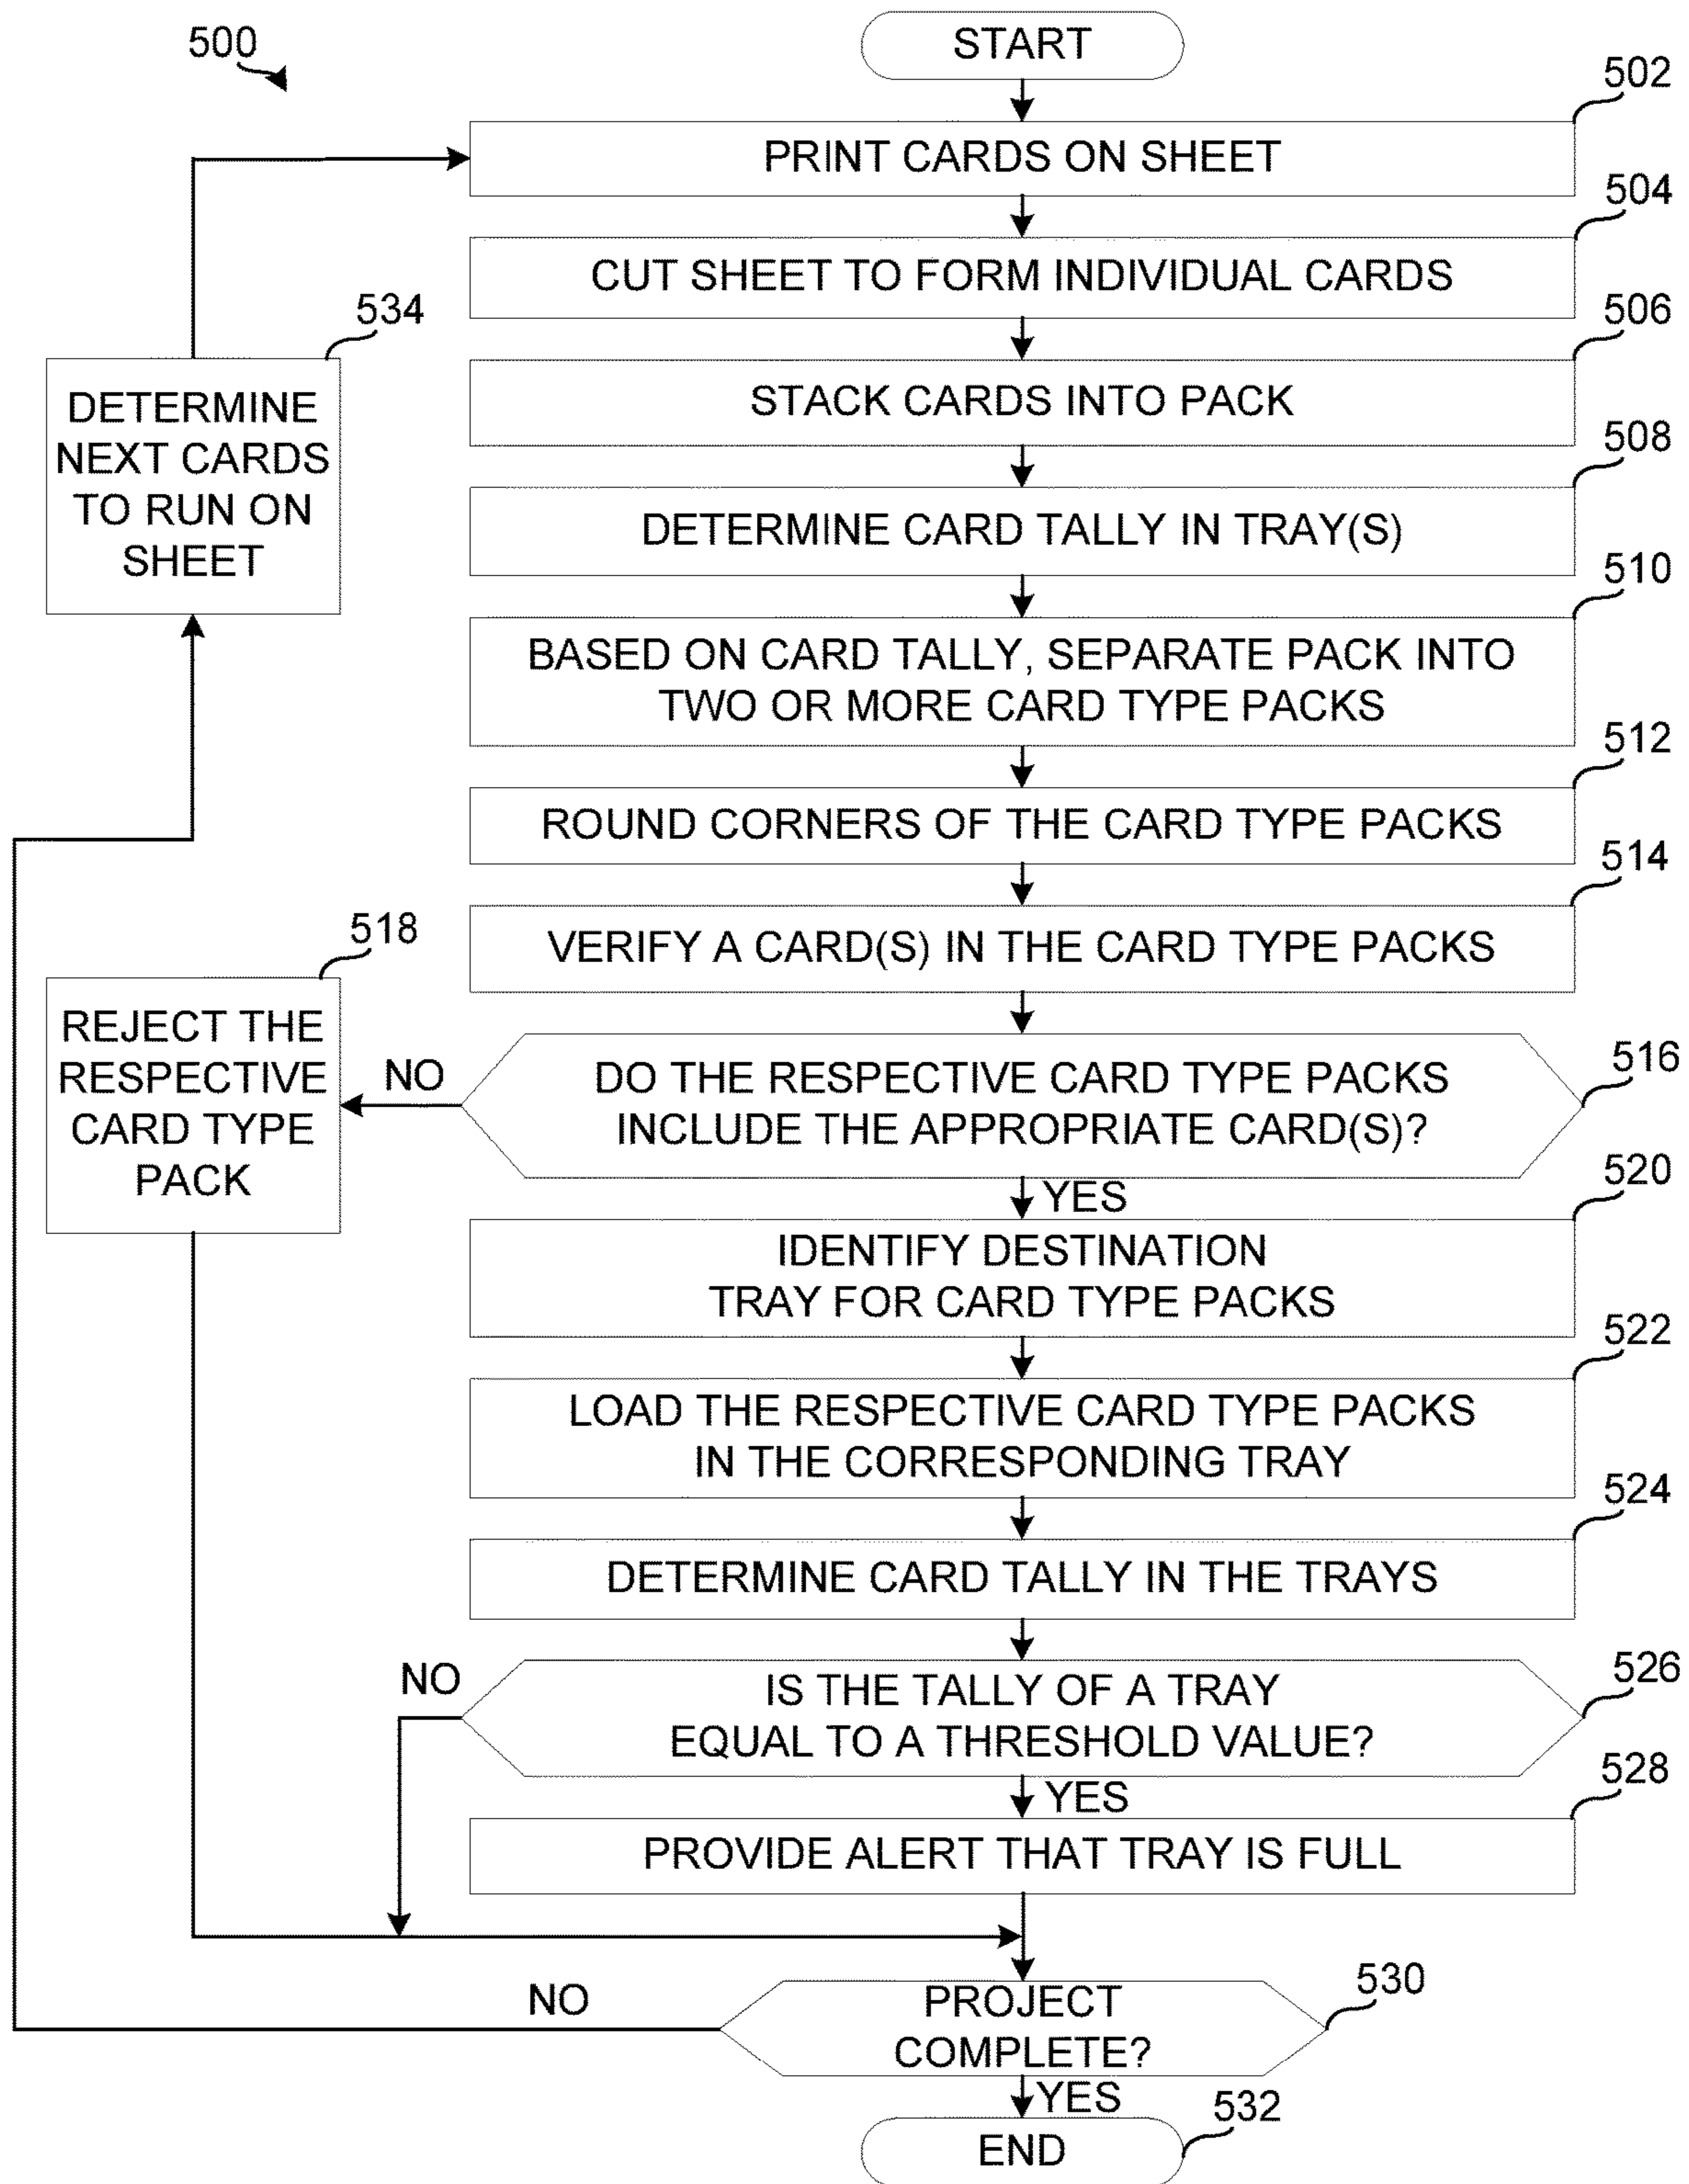 500
START
502
PRINT CARDS ON SHEET
504
CUT SHEET TO FORM INDIVIDUAL CARDS
506
STACK CARDS INTO PACK
534
DETERMINE
NEXT CARDS
TO RUN ON
SHEET
508
DETERMINE CARD TALLY IN TRAY(S)
510
BASED ON CARD TALLY, SEPARATE PACK INTO
TWO OR MORE CARD TYPE PACKS
512
ROUND CORNERS OF THE CARD TYPE PACKS
514
VERIFY A CARD(S) IN THE CARD TYPE PACKS
516
DO THE RESPECTIVE CARD TYPE PACKS
INCLUDE THE APPROPRIATE CARD(S)?
NO
518
REJECT THE
RESPECTIVE
CARD TYPE
PACK
YES
520
IDENTIFY DESTINATION
TRAY FOR CARD TYPE PACKS
522
LOAD THE RESPECTIVE CARD TYPE PACKS
IN THE CORRESPONDING TRAY
524
DETERMINE CARD TALLY IN THE TRAYS
526
IS THE TALLY OF A TRAY
EQUAL TO A THRESHOLD VALUE?
NO
YES
528
PROVIDE ALERT THAT TRAY IS FULL
530
PROJECT
COMPLETE?
NO
YES
532
END